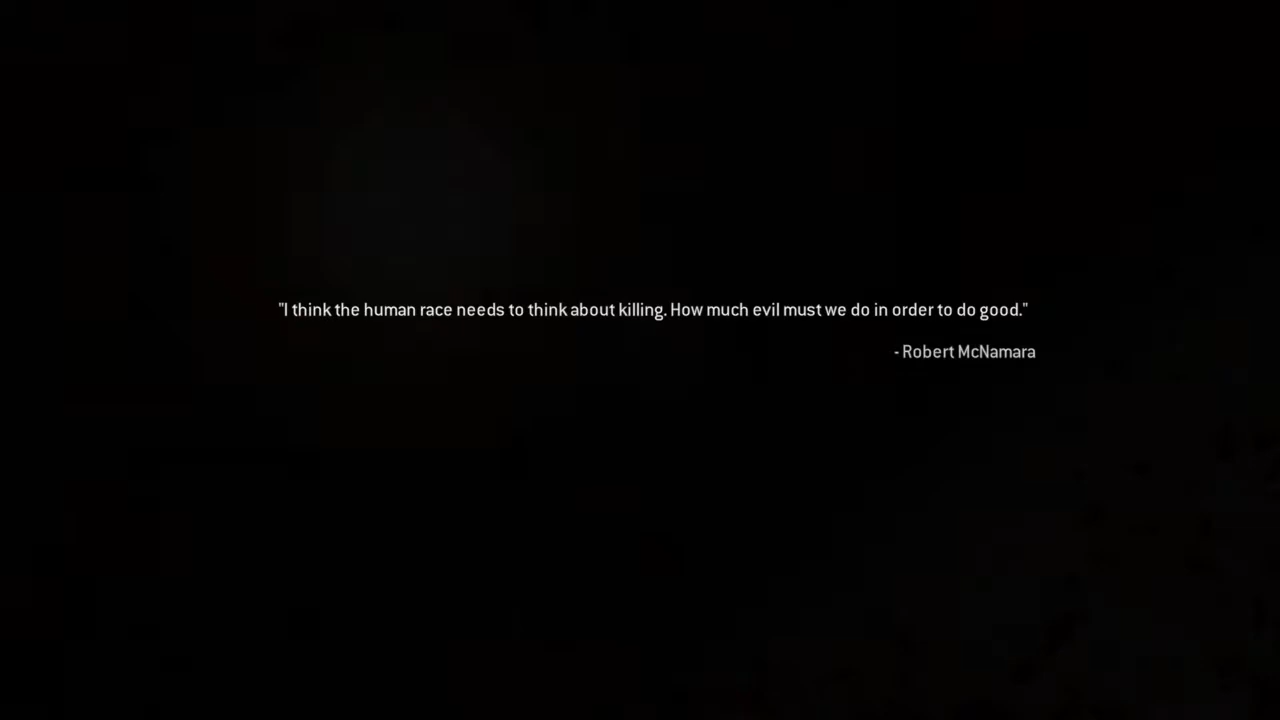 "I think the human race needs to think about killing. How much evil must we do in order to do good."
- Robert McNamara